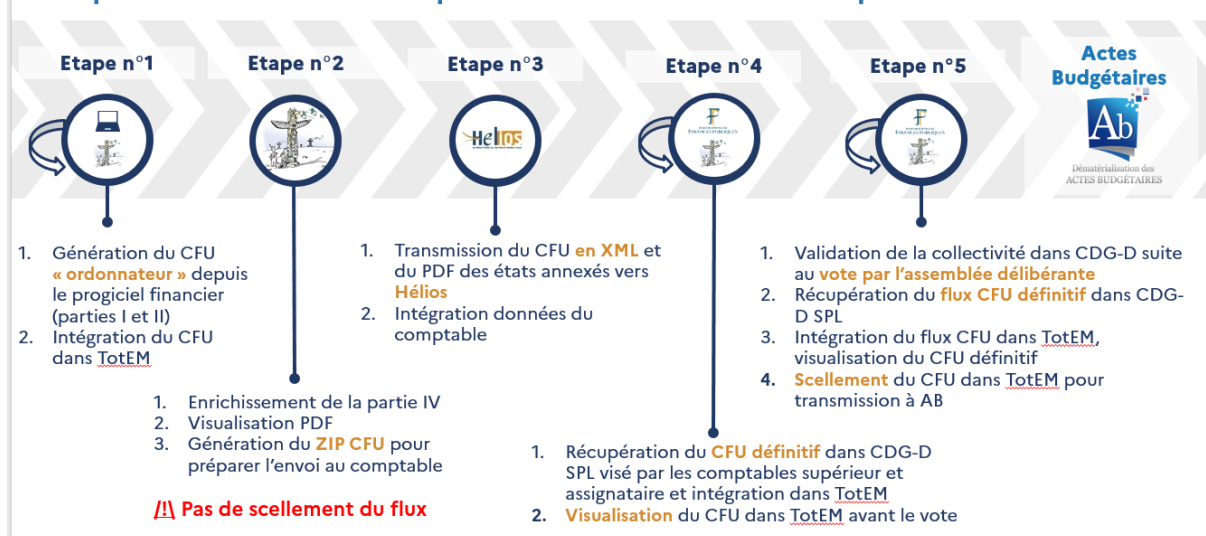 Etape n°1
Etape n°2
Etape n°3
Etape n°4
Etape n°5
Actes
Budgétaires
Hélios
FINANCES PUBLIQUES
FINANCES PUBLIQUES
Ab
Dématérialisation des
ACTES BUDGÉTAIRES
1. Génération du CFU
« ordonnateur » depuis
le progiciel financier
(parties I et II)
2. Intégration du CFU
dans TotEM
1. Enrichissement de la partie IV
2. Visualisation PDF
3. Génération du ZIP CFU pour
préparer l'envoi au comptable
/!\ Pas de scellement du flux
1. Transmission du CFU en XML et
du PDF des états annexés vers
Hélios
2. Intégration données du
comptable
1. Récupération du CFU définitif dans CDG-D
SPL visé par les comptables supérieur et
assignataire et intégration dans TotEM
2. Visualisation du CFU dans TotEM avant le vote
1. Validation de la collectivité dans CDG-D suite
au vote par l'assemblée délibérante
2. Récupération du flux CFU définitif dans CDG-
D SPL
3. Intégration du flux CFU dans TotEM,
visualisation du CFU définitif
4. Scellement du CFU dans TotEM pour
transmission à AB